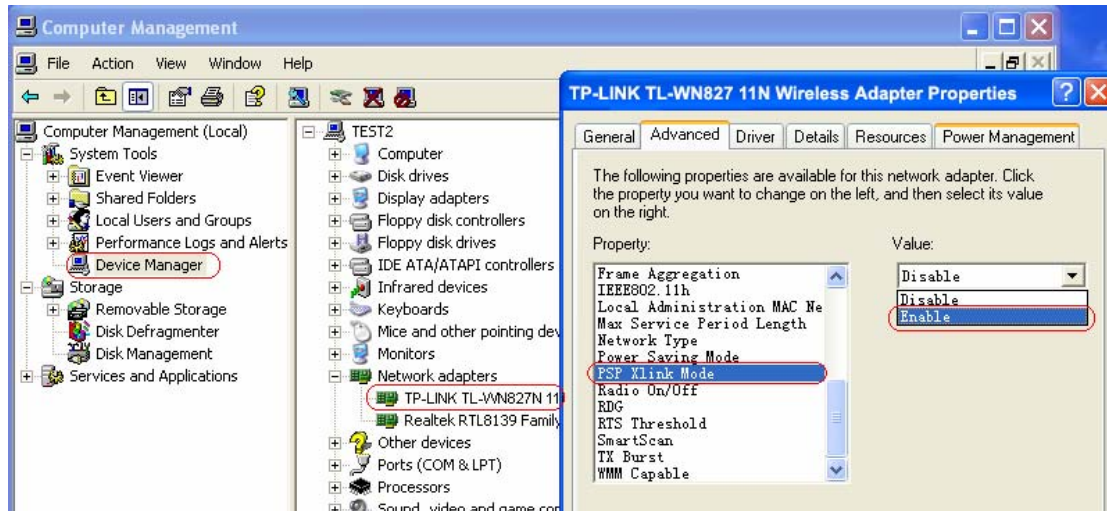 Computer Management
File Action View Window Help
Computer Management (Local)
System Tools
Event Viewer
Shared Folders
Local Users and Groups
Performance Logs and Alerts
Device Manager
Storage
Removable Storage
Disk Defragmenter
Disk Management
Services and Applications
TEST2
Computer
Disk drives
Display adapters
Floppy disk controllers
Floppy disk drives
IDE ATA/ATAPI controllers
Infrared devices
Keyboards
Mice and other pointing dev
Monitors
Network adapters
TP-LINK TL-WN827N 11
Realtek RTL8139 Family
Other devices
Ports (COM & LPT)
Processors
Sound, video and game con
TP-LINK TL-WN827 11N Wireless Adapter Properties
General Advanced Driver Details Resources Power Management
The following properties are available for this network adapter. Click
the property you want to change on the left, and then select its value
on the right.
Property:
Frame Aggregation
IEEE802.11h
Local Administration MAC Ne
Max Service Period Length
Network Type
Power Saving Mode
PSP Xlink Mode
Radio On/Off
RDG
RTS Threshold
SmartScan
TX Burst
WMM Capable
Value:
Disable
Disable
Enable